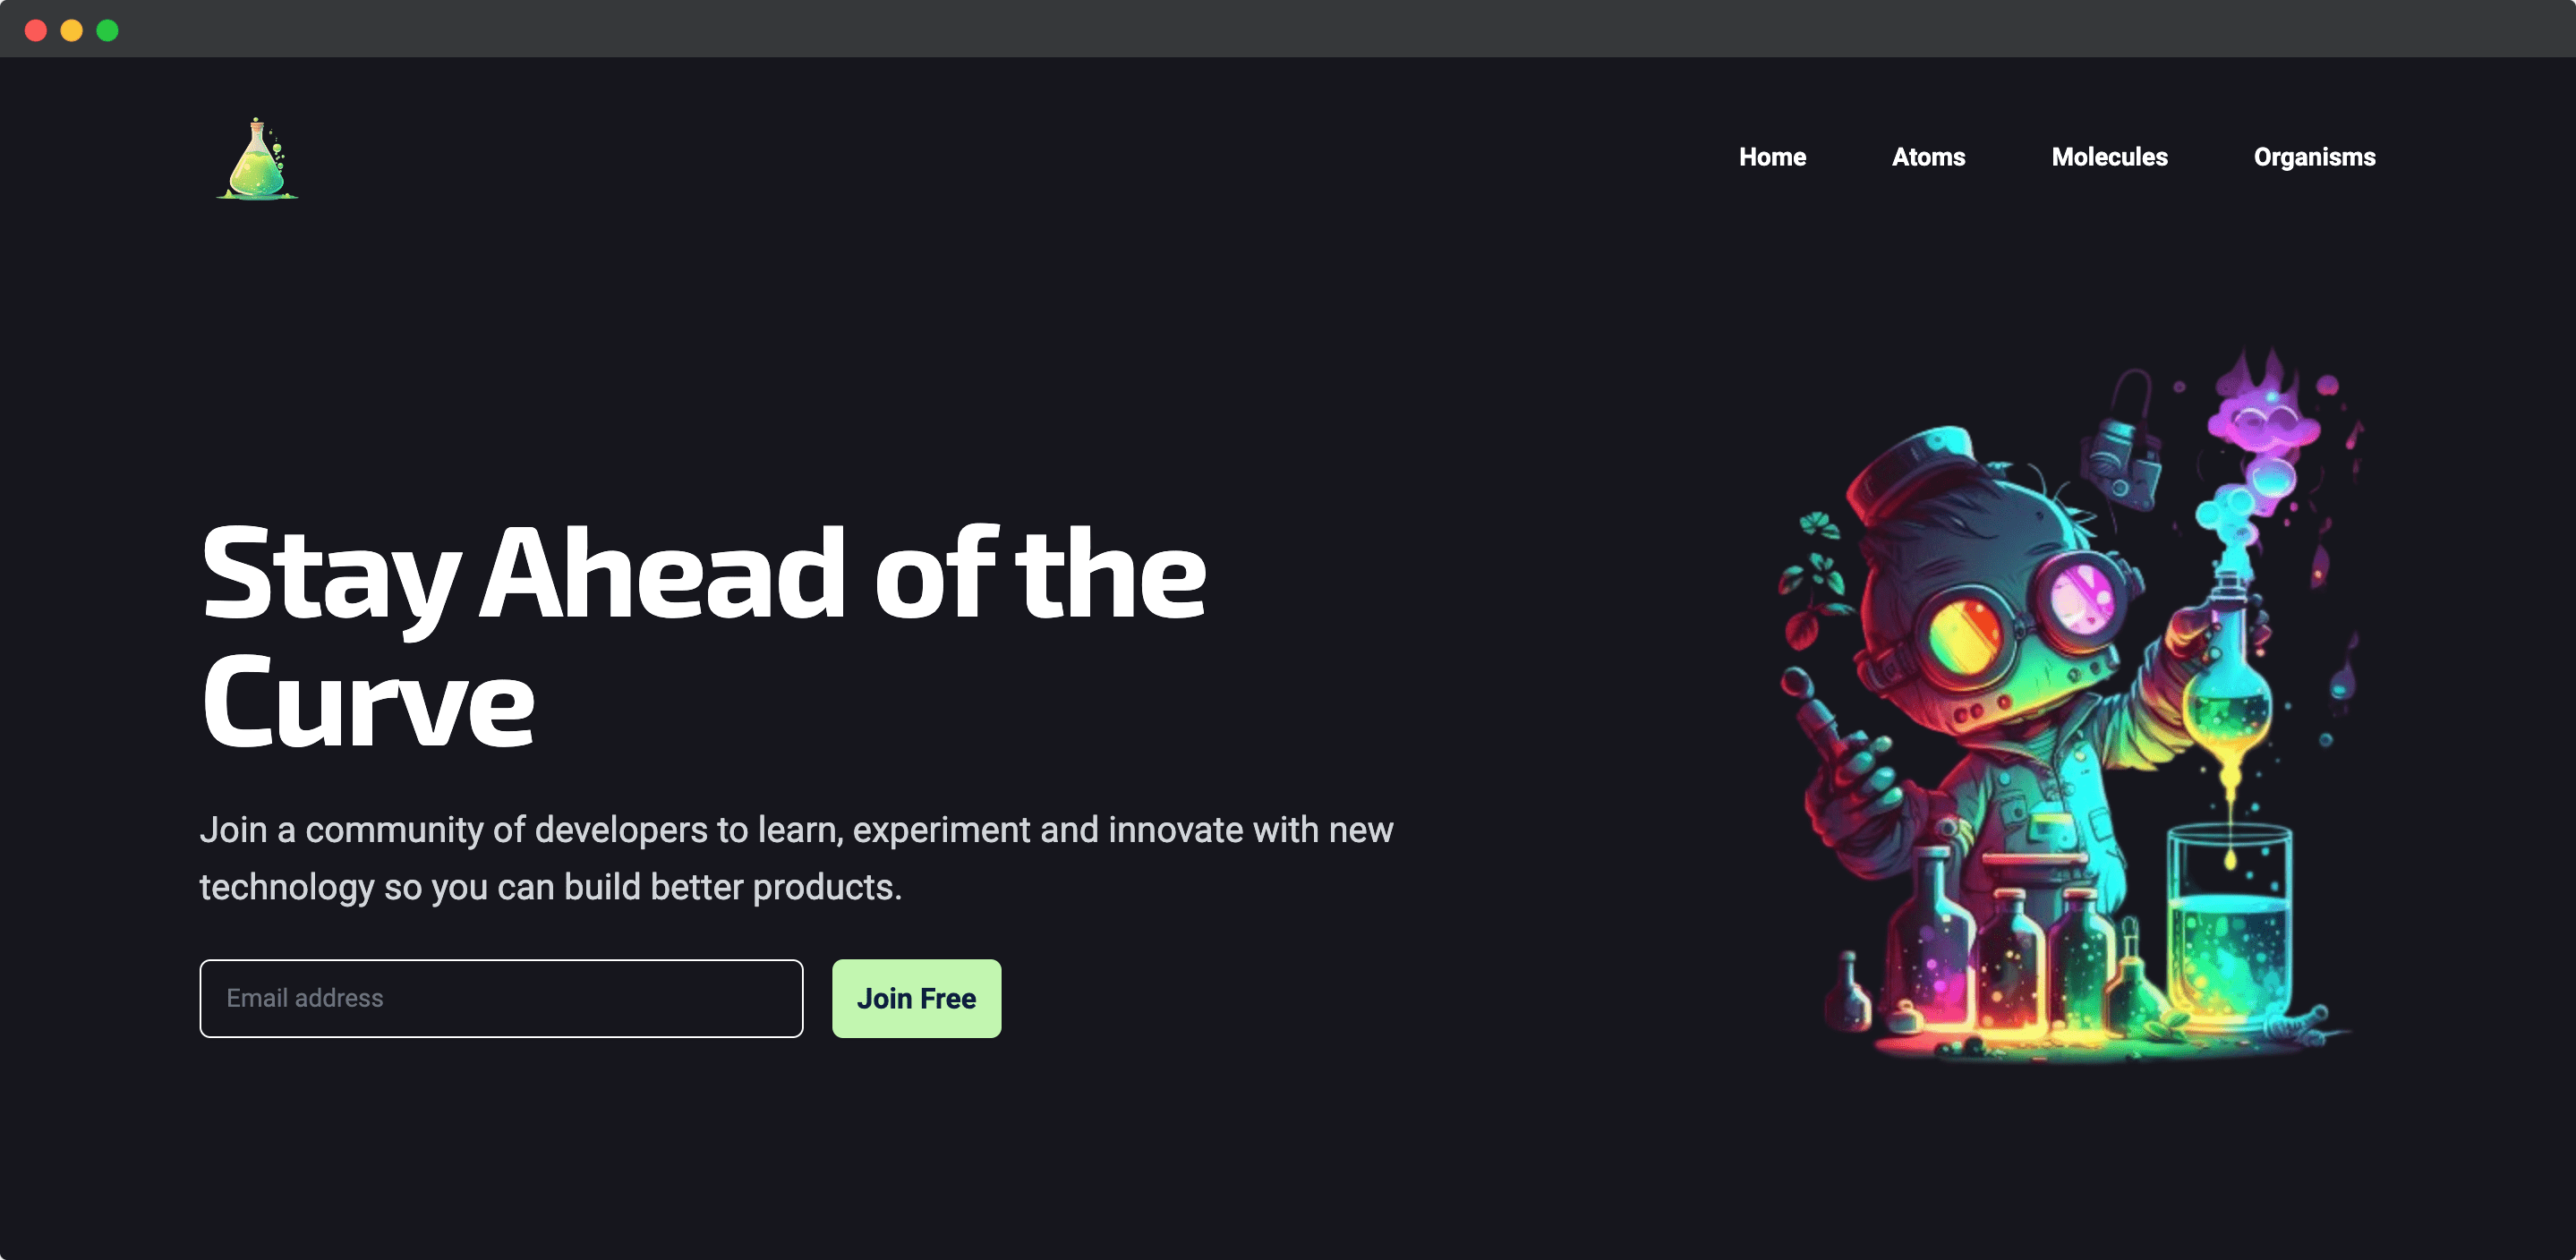 Home Atoms Molecules Organisms
Stay Ahead of the
Curve
Join a community of developers to learn, experiment and innovate with new
technology so you can build better products.
Email address
Join Free